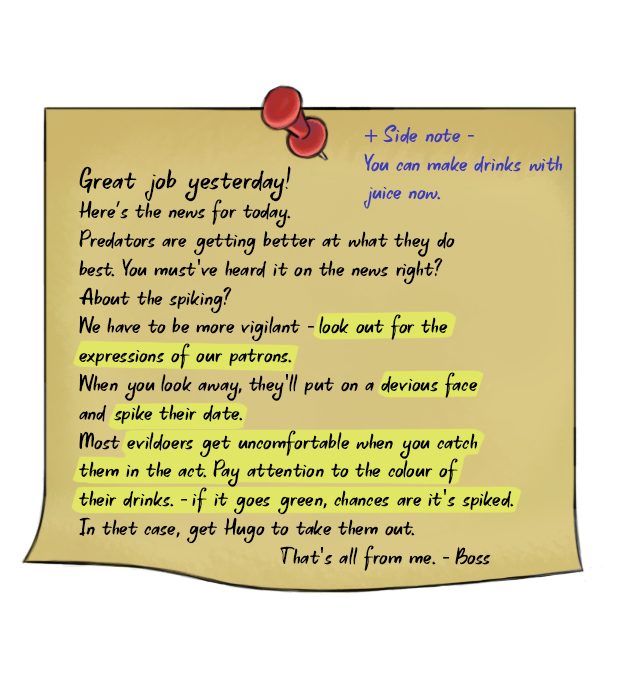 + Side note -
You can make drinks with
juice now.
Great job yesterday!
Here's the news for today.
Predators are getting better at what they do
best. You must've heard it on the news right?
About the spiking?
We have to be more vigilant - look out for the
expressions of our patrons.
When you look away, they'll put on a devious face
and spike their date.
Most evildoers get uncomfortable when you catch
them in the act. Pay attention to the colour of
their drinks. - if it goes green, chances are it's spiked.
In thet case, get Hugo to take them out.
That's all from me. - Boss